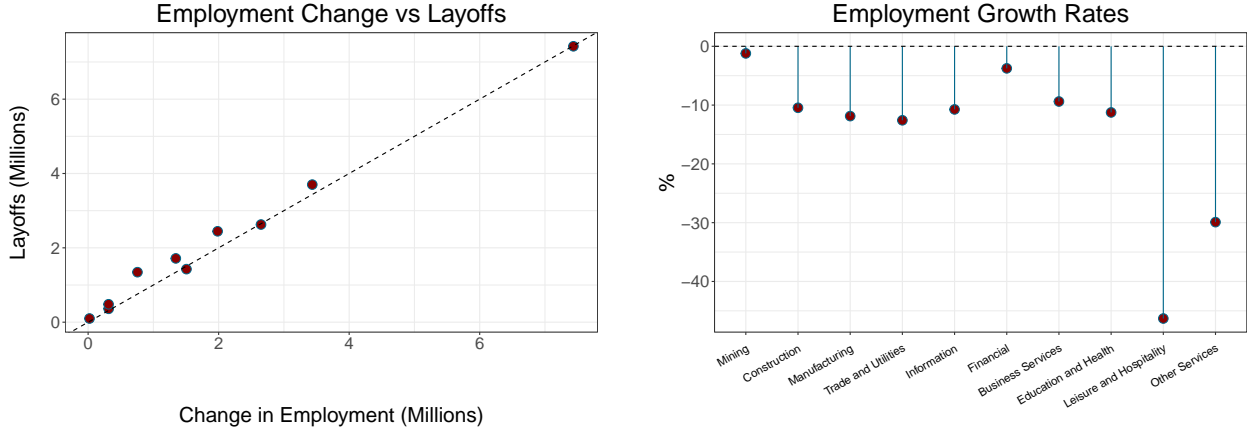 Employment Change vs Layoffs
Layoffs (Millions)
6
4
2
0
0 2 4 6
Change in Employment (Millions)
Employment Growth Rates
%
0
−10
−20
−30
−40
Mining
Construction
Manufacturing
Trade and Utilities
Information
Financial
Business Services
Education and Health
Leisure and Hospitality
Other Services